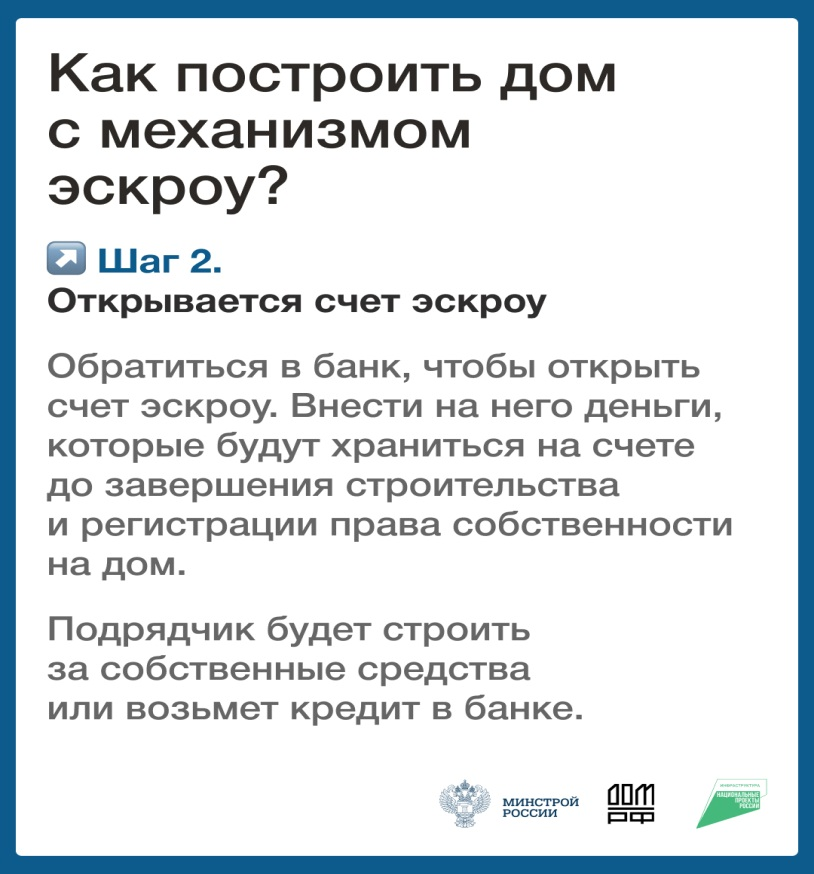 Как построить дом
с механизмом
эскроу?
Шаг 2.
Открывается счет эскроу
Обратиться в банк, чтобы открыть
счет эскроу. Внести на него деньги,
которые будут храниться на счете
до завершения строительства
и регистрации права собственности
на дом.
Подрядчик будет строить
за собственные средства
или возьмет кредит в банке.
МИНСТРОЙ
РОССИИ
ДОМ
РФ
ИНФРАСТРУКТУРА
НАЦИОНАЛЬНЫЕ
ПРОЕКТЫ
РОССИИ